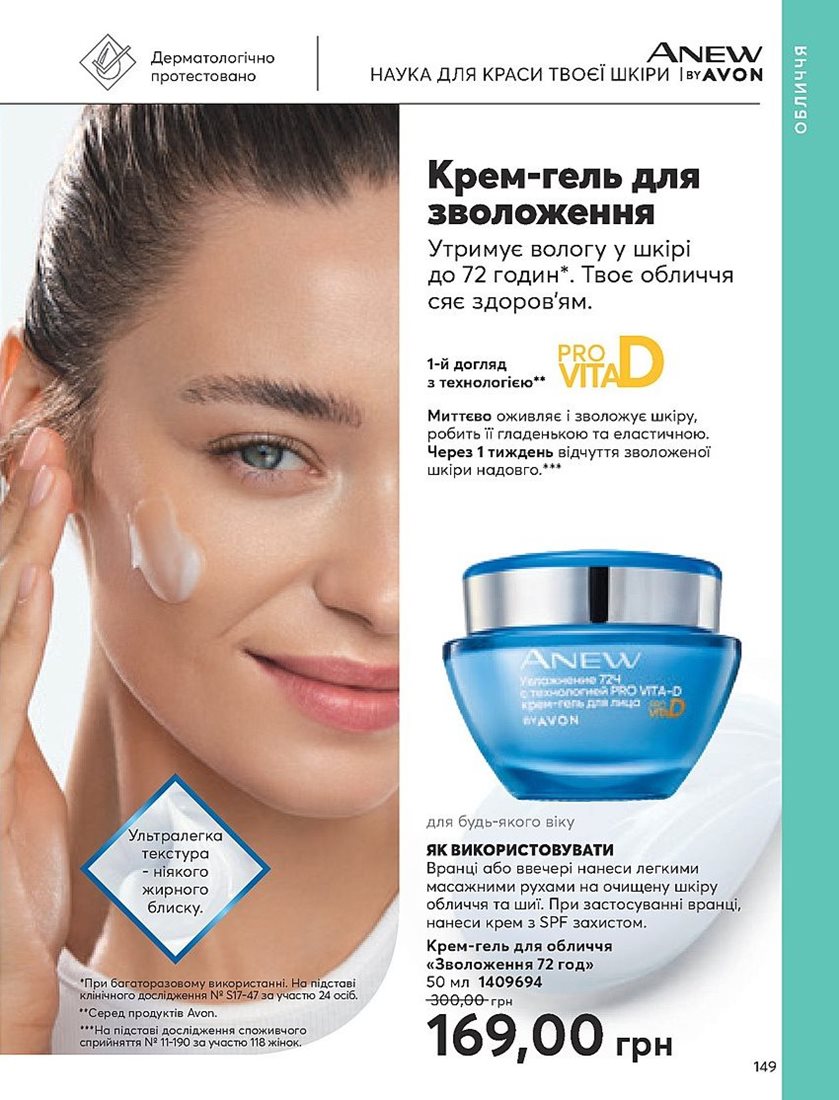 Дерматологічно
протестовано
ANEW
НАУКА ДЛЯ КРАСИ ТВОЄЇ ШКІРИ | BY AVON
ОБЛИЧЧЯ
Крем-гель для
зволоження
Утримує вологу у шкірі
до 72 годин*. Твоє обличчя
сяє здоров'ям.
1-й догляд
з технологією**
PRO
VITA D
Миттєво оживляє і зволожує шкіру,
робить її гладенькою та еластичною.
Через 1 тиждень відчуття зволоженої
шкіри надовго.***
ANEW
Увлажнение 72Ч
с технологией PRO VITA-D
крем-гель для лица
PRO
VITA D
BY AVON
Ультралегка
текстура
- ніякого
жирного
блиску.
для будь-якого віку
ЯК ВИКОРИСТОВУВАТИ
Вранці або ввечері нанеси легкими
масажними рухами на очищену шкіру
обличчя та шиї. При застосуванні вранці,
нанеси крем з SPF захистом.
Крем-гель для обличчя
«Зволоження 72 год»
50 мл 1409694
300,00 грн
169,00 грн
*При багаторазовому використанні. На підставі
клінічного дослідження № S17-47 за участю 24 осіб.
**Серед продуктів Avon.
***На підставі дослідження споживчого
сприйняття № 11-190 за участю 118 жінок.
149